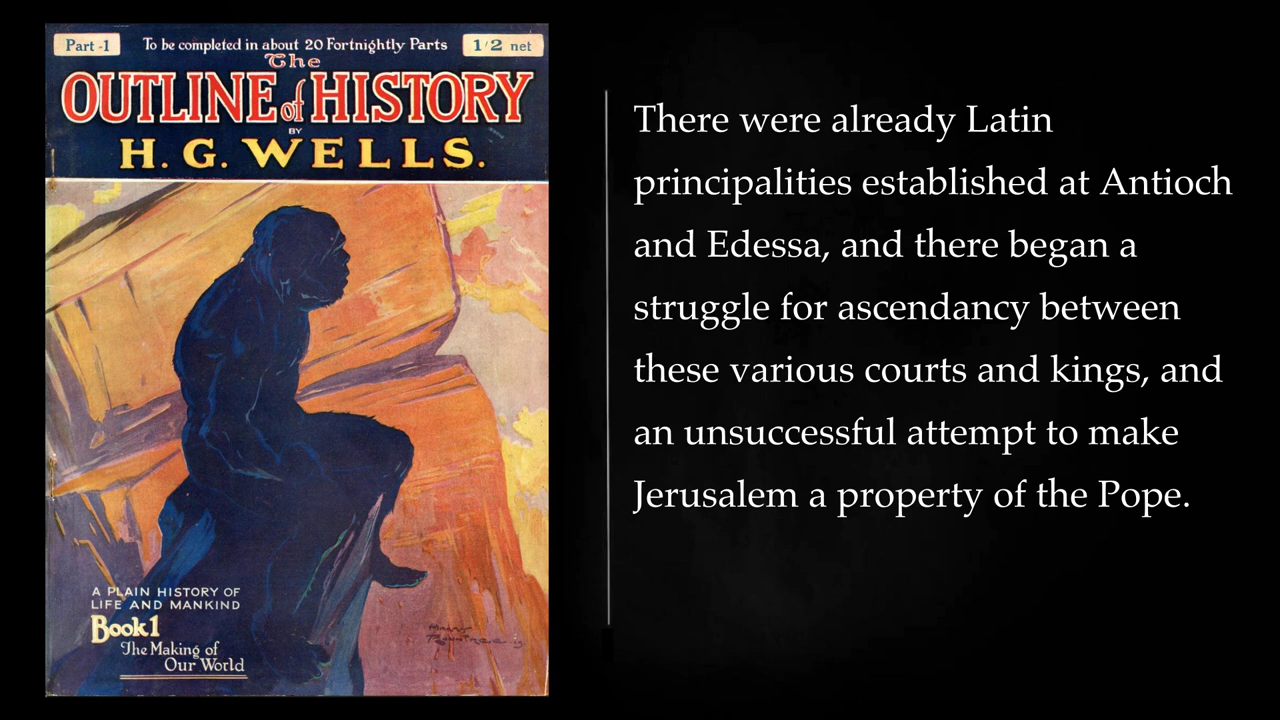 Part -1
To be completed in about 20 Fortnightly Parts
1/2 net
The
OUTLINE of HISTORY
BY
H. G. WELLS.
A PLAIN HISTORY OF
LIFE AND MANKIND
Book 1
The Making of
Our World
There were already Latin
principalities established at Antioch
and Edessa, and there began a
struggle for ascendancy between
these various courts and kings, and
an unsuccessful attempt to make
Jerusalem a property of the Pope.